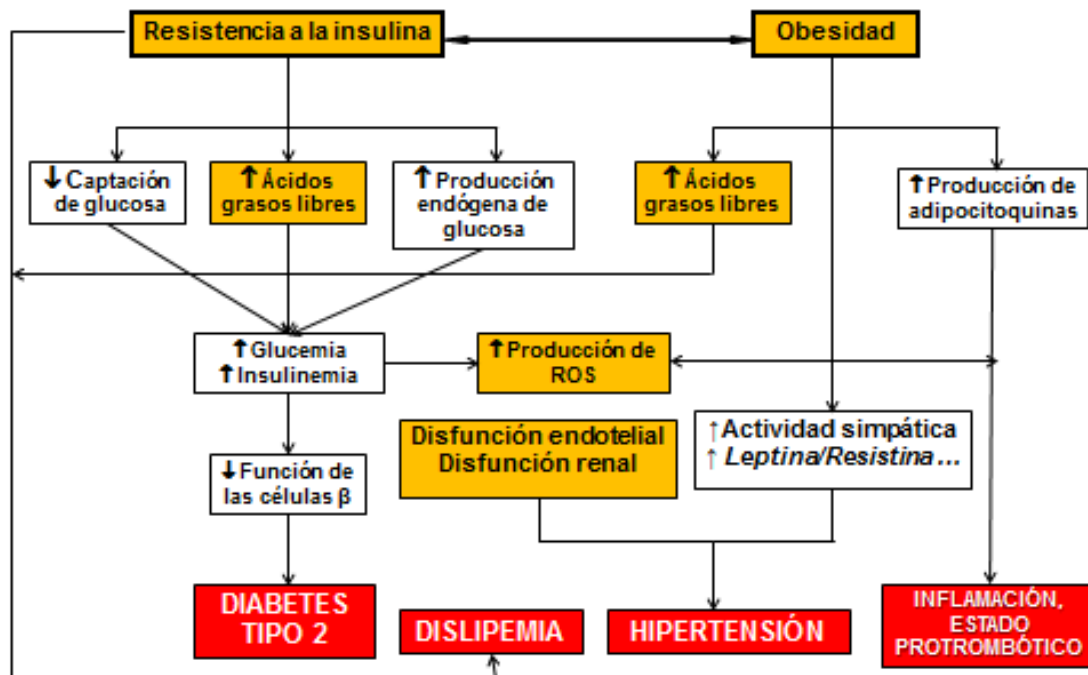 Resistencia a la insulina
Obesidad
↓ Captación
de glucosa
↑ Ácidos
grasos libres
↑ Producción
endógena de
glucosa
↑ Ácidos
grasos libres
↑ Producción de
adipocitoquinas
↑ Glucemia
↑ Insulinemia
↑ Producción de
ROS
Disfunción endotelial
Disfunción renal
↑ Actividad simpática
↑ Leptina/Resistina...
↓ Función de
las células β
DIABETES
TIPO 2
DISLIPEMIA
HIPERTENSIÓN
INFLAMACIÓN,
ESTADO
PROTROMBÓTICO